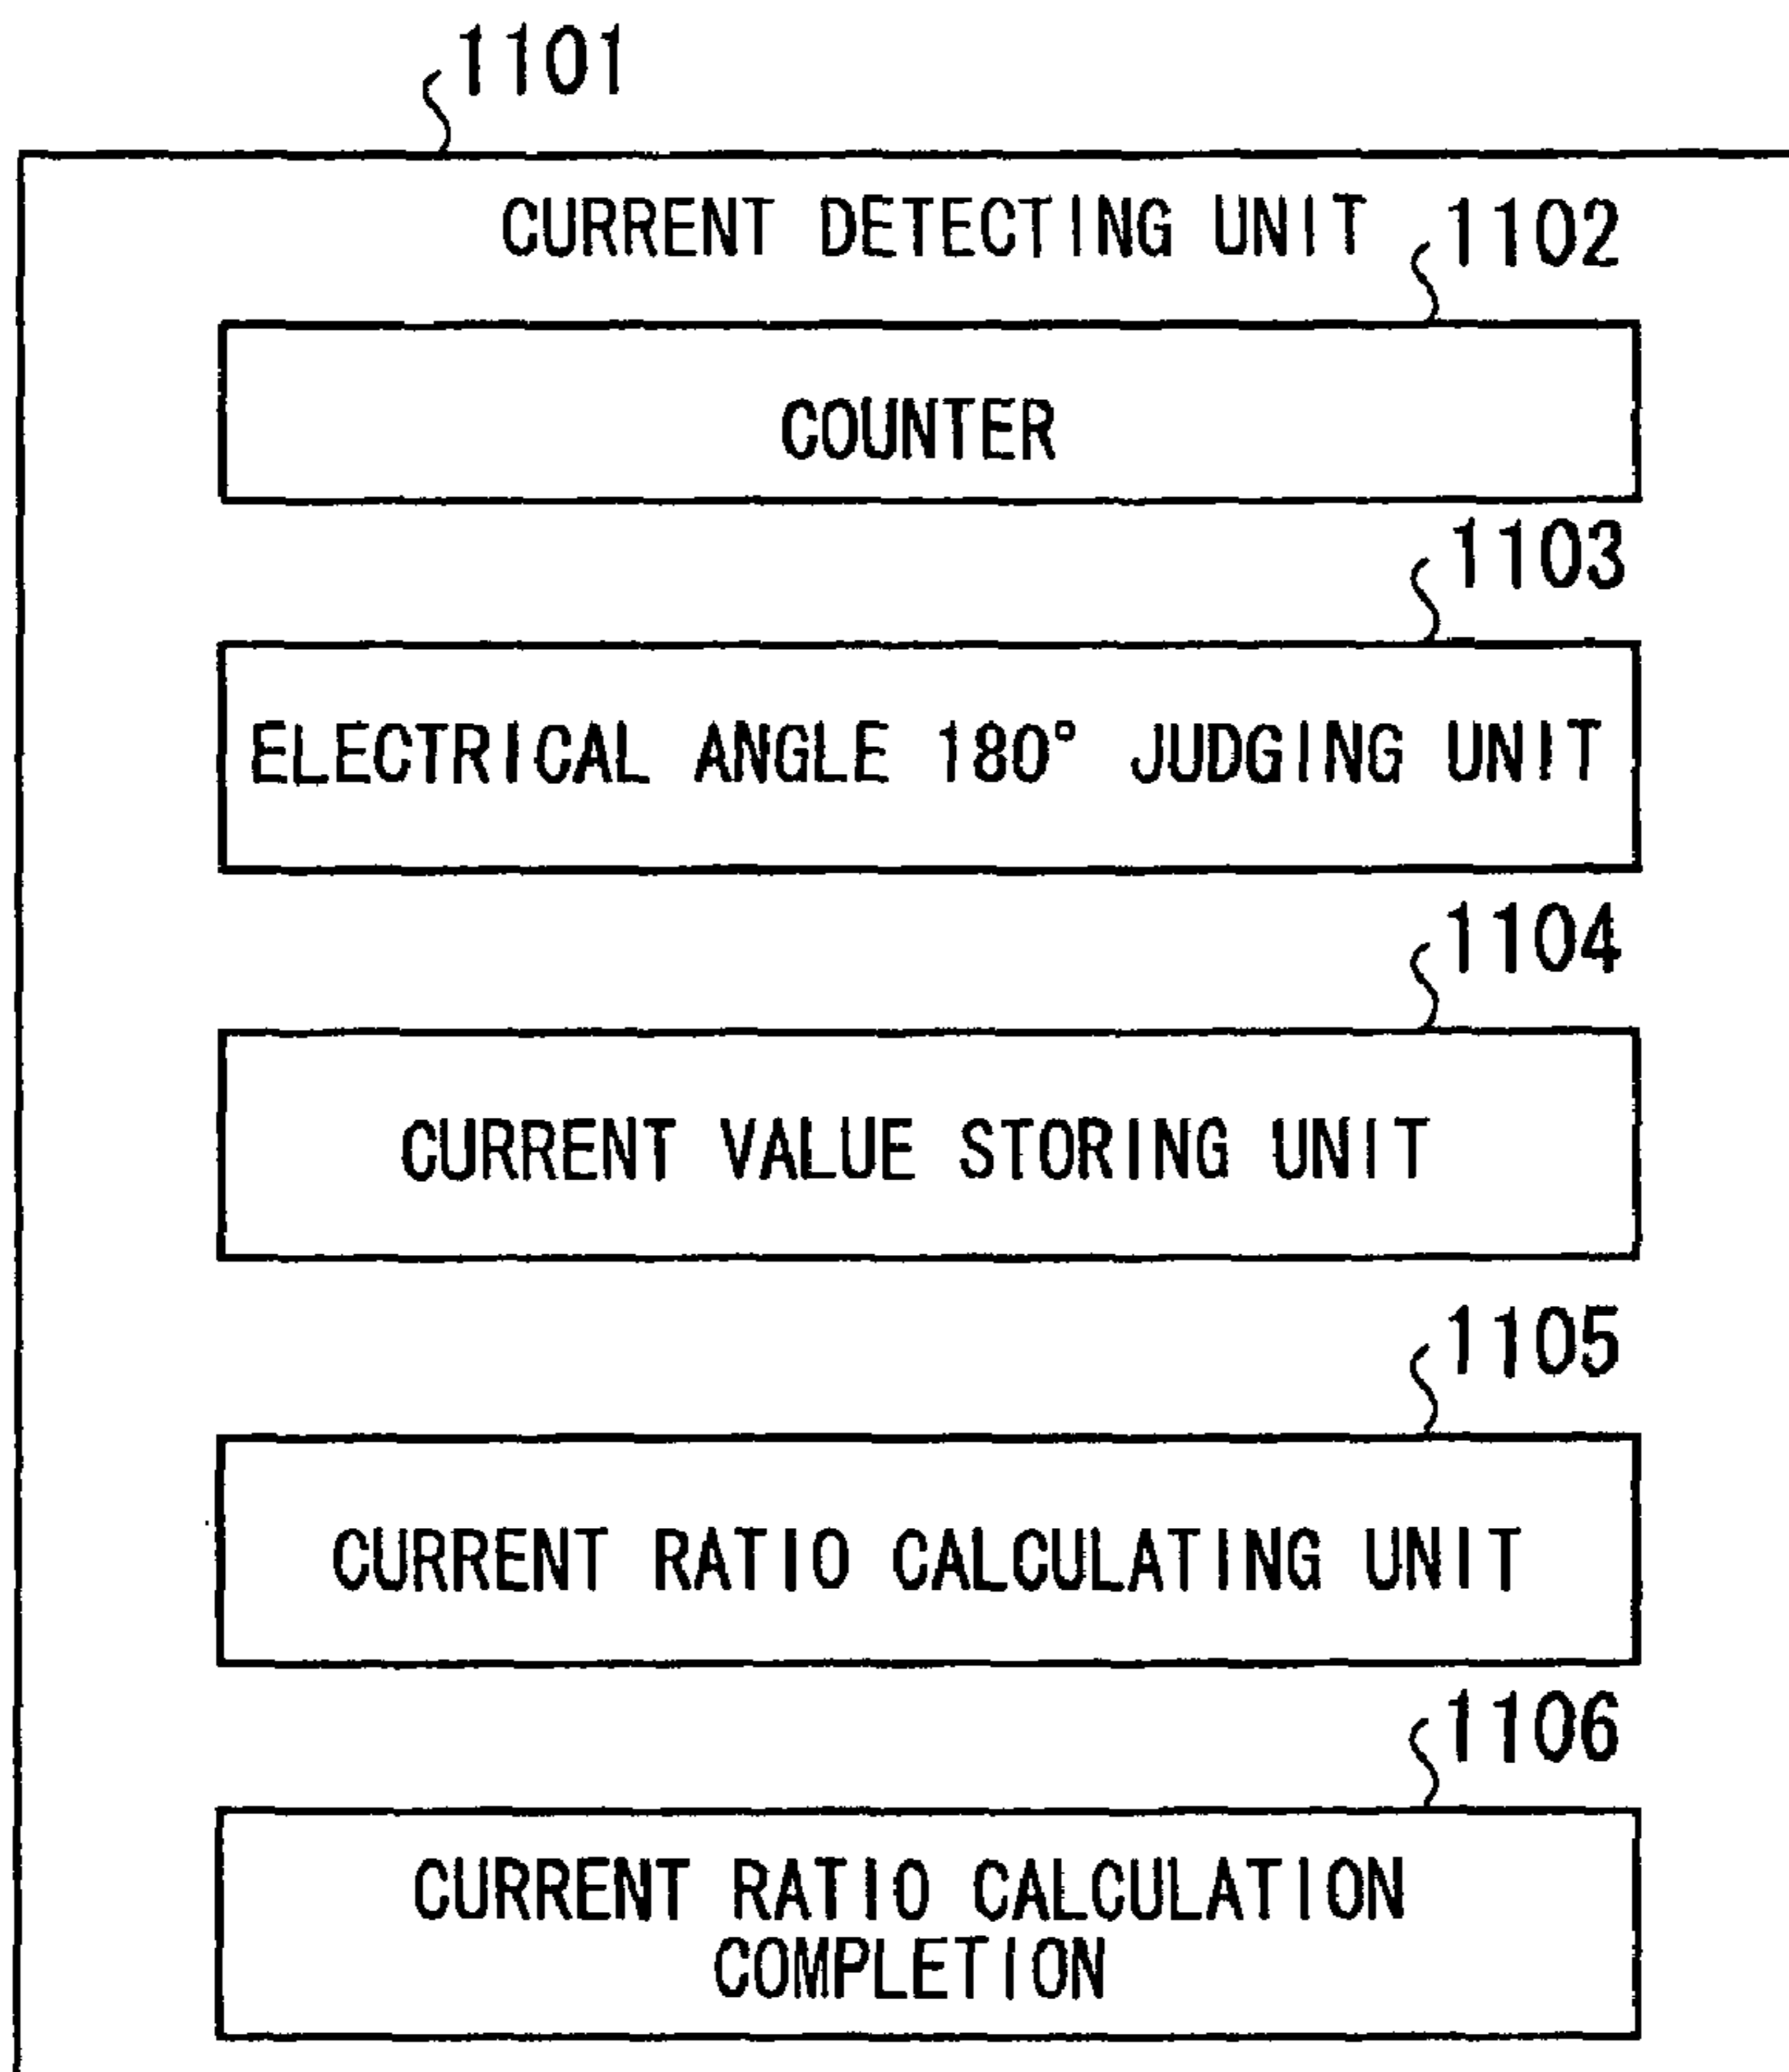 1101
CURRENT DETECTING UNIT
1102
COUNTER
1103
ELECTRICAL ANGLE 180° JUDGING UNIT
1104
CURRENT VALUE STORING UNIT
1105
CURRENT RATIO CALCULATING UNIT
1106
CURRENT RATIO CALCULATION
COMPLETION